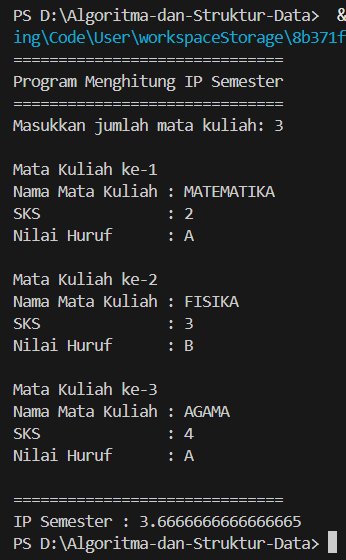 PS D:\Algoritma-dan-Struktur-Data>  &
ing\Code\User\workspaceStorage\8b371f
==============================
Program Menghitung IP Semester
==============================
Masukkan jumlah mata kuliah: 3
Mata Kuliah ke-1
Nama Mata Kuliah : MATEMATIKA
SKS              : 2
Nilai Huruf      : A
Mata Kuliah ke-2
Nama Mata Kuliah : FISIKA
SKS              : 3
Nilai Huruf      : B
Mata Kuliah ke-3
Nama Mata Kuliah : AGAMA
SKS              : 4
Nilai Huruf      : A
==============================
IP Semester : 3.6666666666666665
PS D:\Algoritma-dan-Struktur-Data>